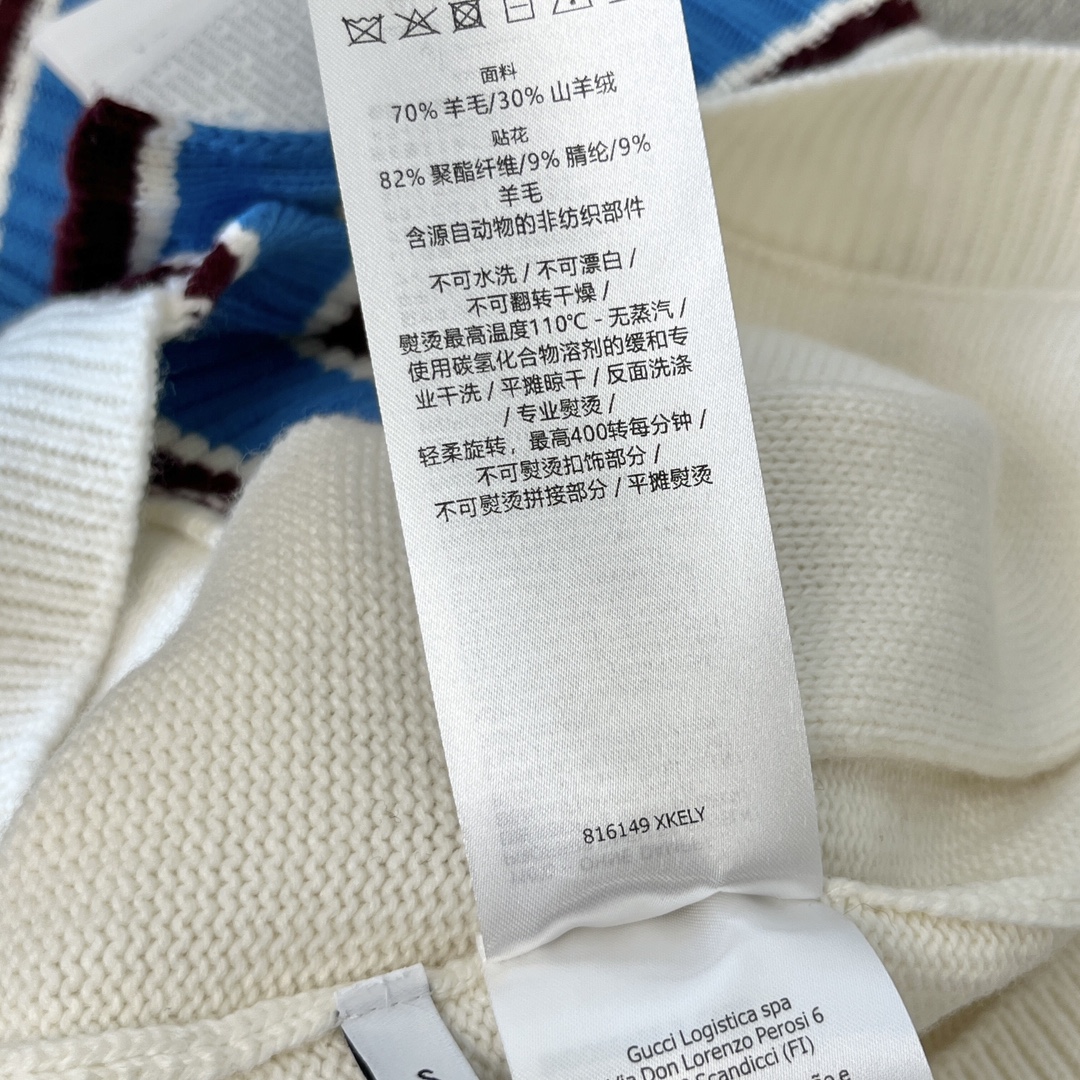 面料
70% 羊毛/30% 山羊绒
贴花
82% 聚酯纤维/9% 腈纶/9%
羊毛
含源自动物的非纺织部件
不可水洗 / 不可漂白 /
不可翻转干燥 /
熨烫最高温度110℃ - 无蒸汽 /
使用碳氢化合物溶剂的缓和专
业干洗 / 平摊晾干 / 反面洗涤
/ 专业熨烫 /
轻柔旋转，最高400转每分钟 /
不可熨烫扣饰部分 /
不可熨烫拼接部分 / 平摊熨烫
816149 XKELY
Gucci Logistica spa
Via Don Lorenzo Perosi 6
Scandicci (FI)
S